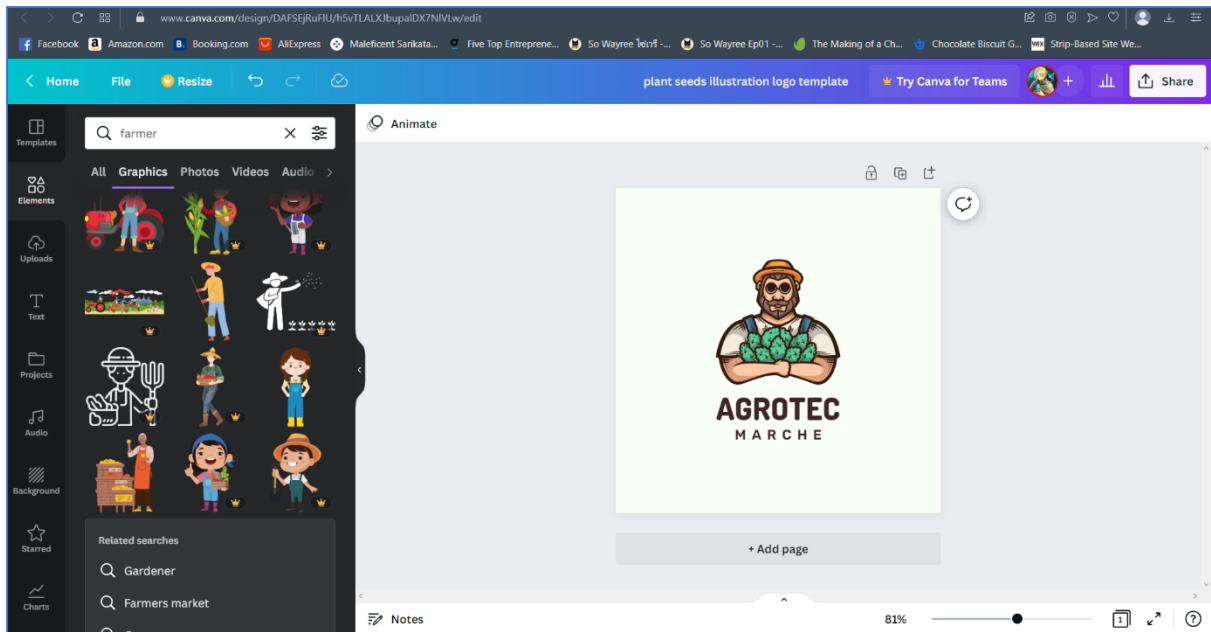 www.canva.com/design/DAFSEjRuFlU/h5vTLALXJbupalDX7NlVLw/edit
Facebook
Amazon.com
B. Booking.com
AliExpress
Maleficent Sarikata...
Five Top Entreprene...
So Wayree ไซ่เวรี่ -...
So Wayree Ep01 -...
The Making of a Ch...
Chocolate Biscuit G...
WIX Strip-Based Site We...
Home
File
Resize
plant seeds illustration logo template
Try Canva for Teams
Share
Templates
Elements
Uploads
Text
Projects
Audio
Background
Starred
Charts
farmer
All Graphics Photos Videos Audio
Related searches
Gardener
Farmers market
Animate
AGROTEC
MARCHE
+ Add page
Notes
81%
1